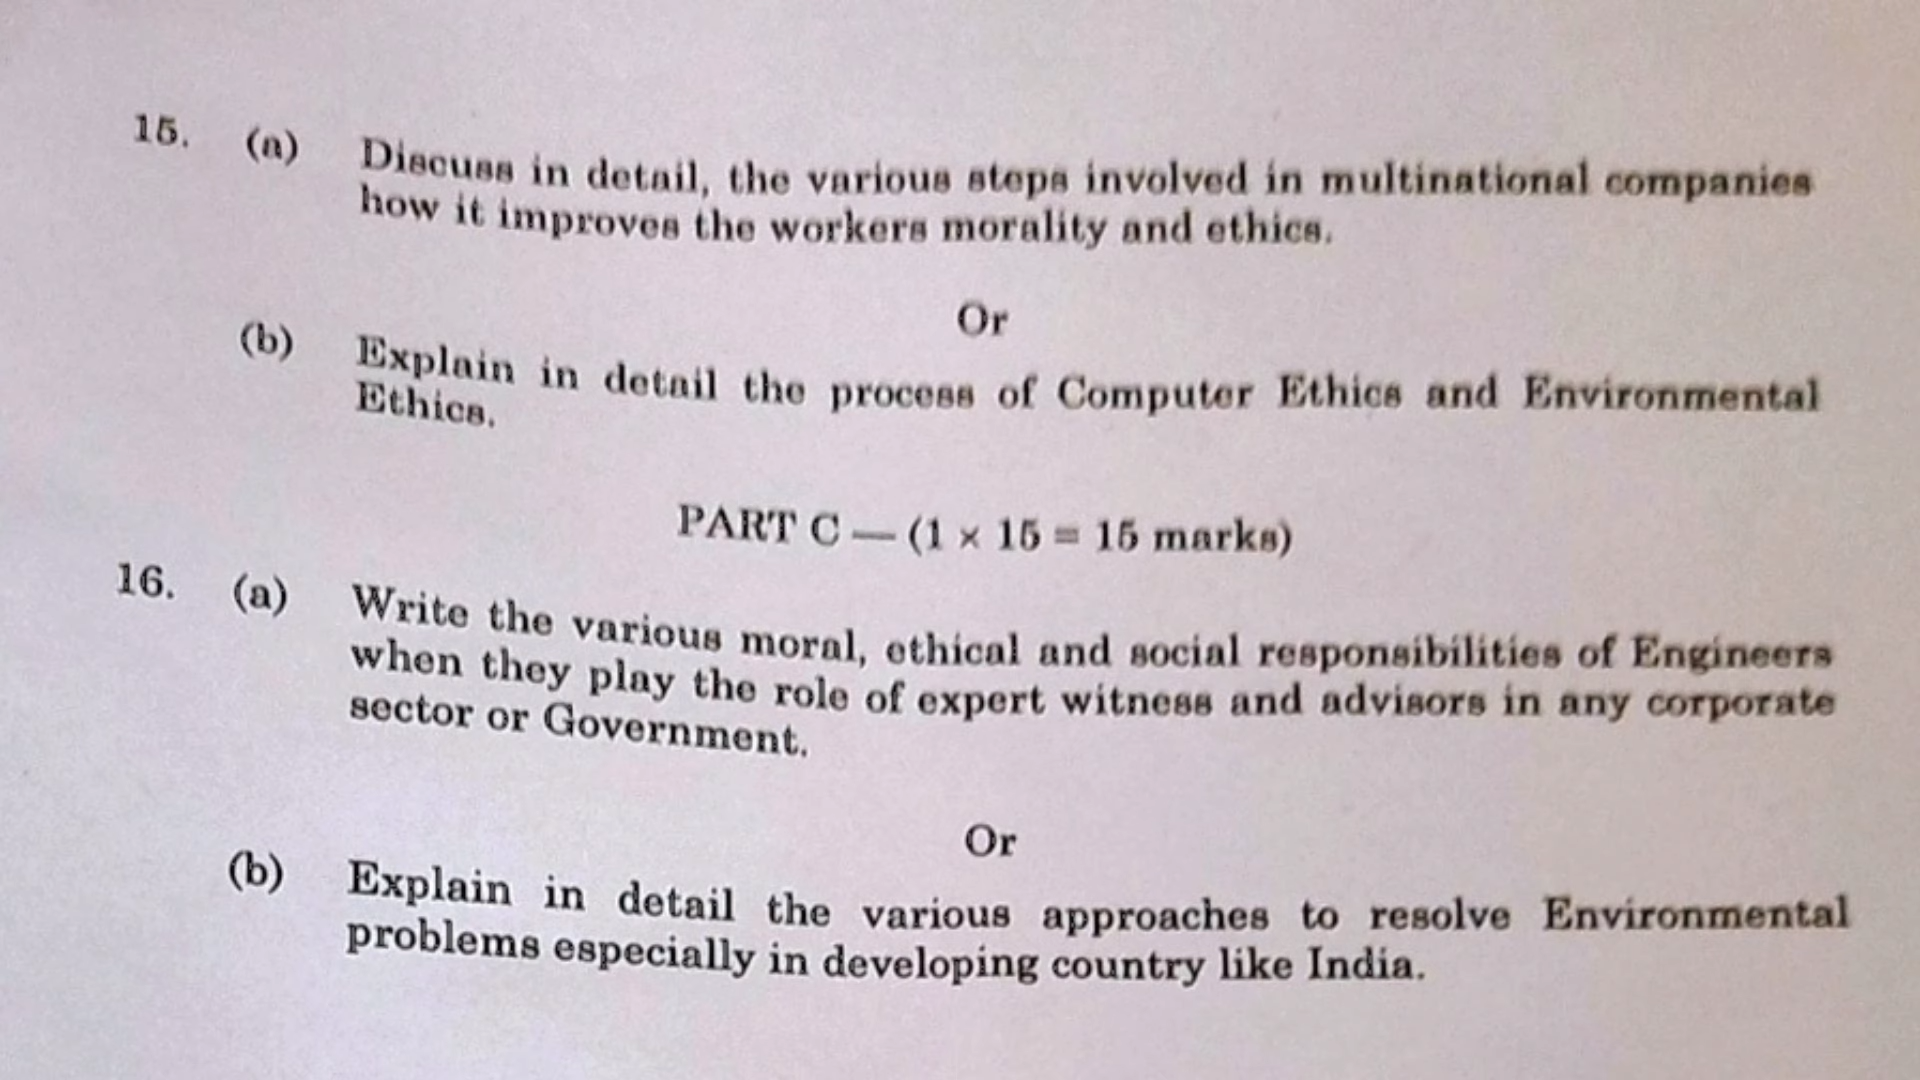 15. (a) Discuss in detail, the various steps involved in multinational companies
how it improves the workers morality and ethics.
Or
(b) Explain in detail the process of Computer Ethics and Environmental
Ethics.
PART C — (1 × 15 = 15 marks)
16. (a) Write the various moral, ethical and social responsibilities of Engineers
when they play the role of expert witness and advisors in any corporate
sector or Government.
Or
(b) Explain in detail the various approaches to resolve Environmental
problems especially in developing country like India.